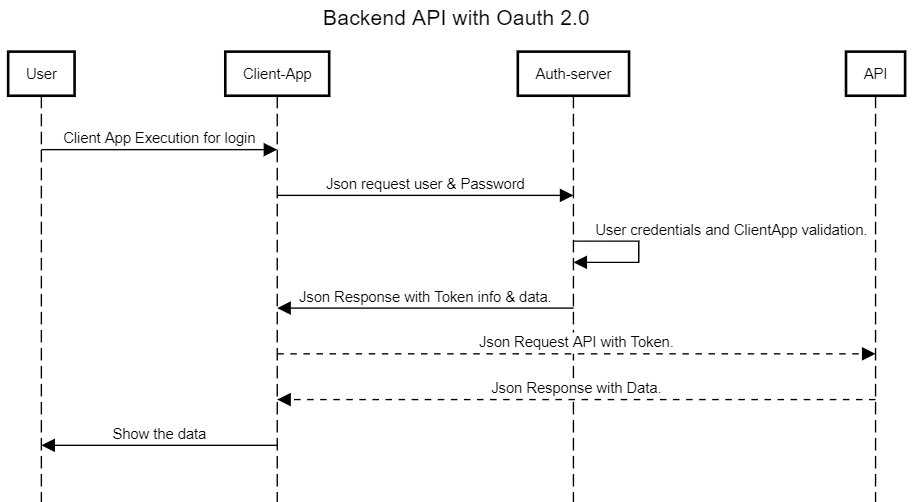 Backend API with Oauth 2.0
User
Client-App
Auth-server
API
Client App Execution for login
Json request user & Password
User credentials and ClientApp validation.
Json Response with Token info & data.
Json Request API with Token.
Json Response with Data.
Show the data